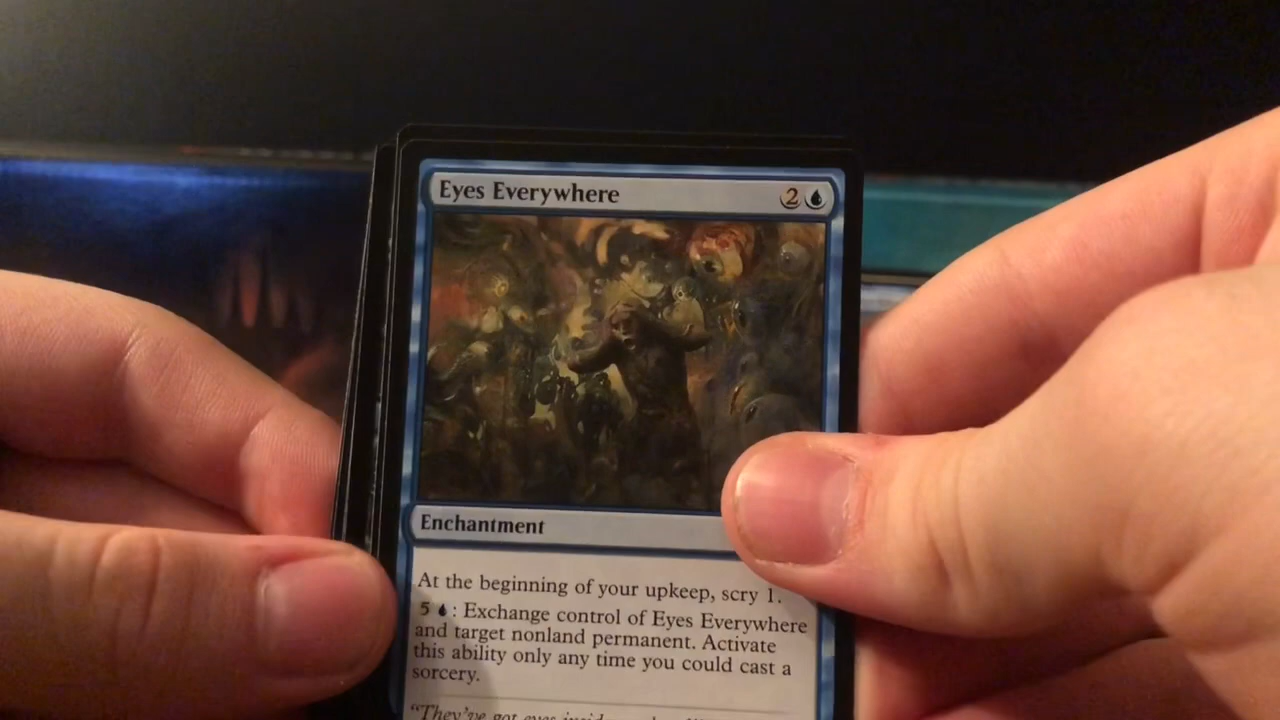 Eyes Everywhere 2
Enchantment
At the beginning of your upkeep, scry 1.
5 : Exchange control of Eyes Everywhere
and target nonland permanent. Activate
this ability only any time you could cast a
sorcery.
"They've got eyes